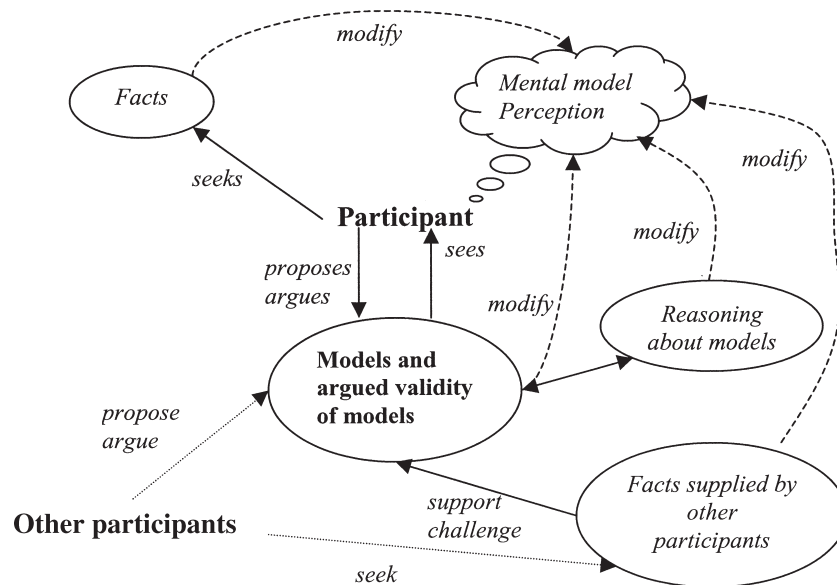 modify
Facts
Mental model
Perception
modify
seeks
Participant
sees
modify
proposes
argues
modify
Reasoning
about models
Models and
argued validity
of models
propose
argue
Facts supplied by
other
participants
support
challenge
Other participants
seek